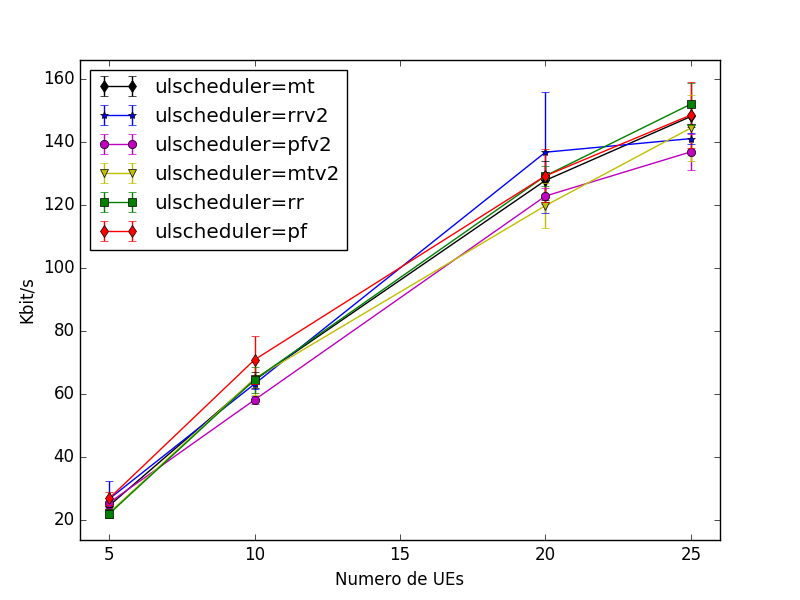 160
140
120
100
80
60
40
20
Kbit/s
ulscheduler=mt
ulscheduler=rrv2
ulscheduler=pfv2
ulscheduler=mtv2
ulscheduler=rr
ulscheduler=pf
5 10 15 20 25
Numero de UEs